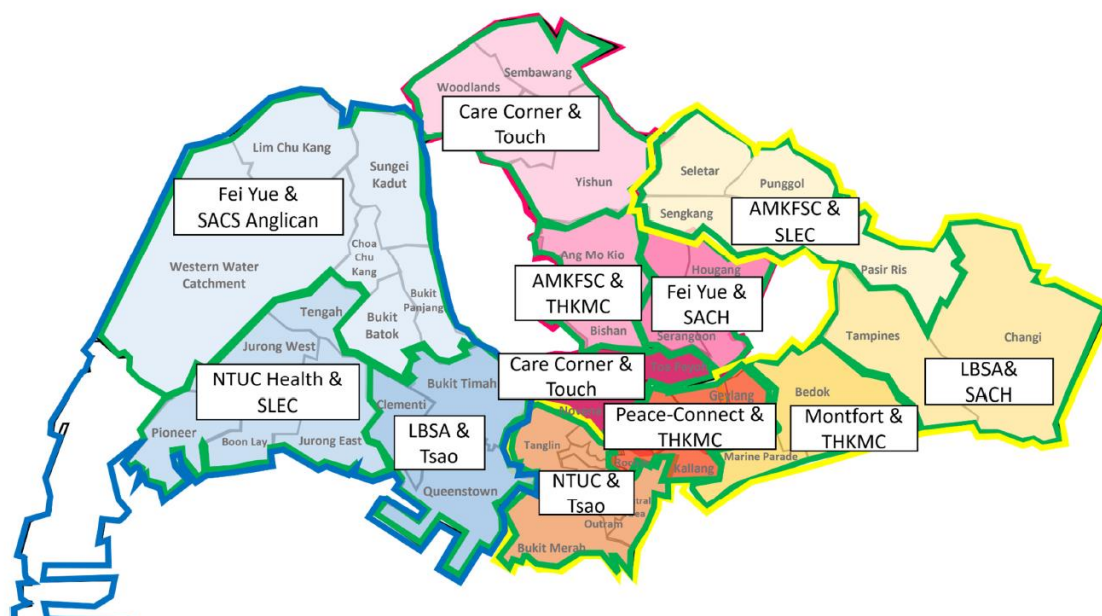 Sembawang
Woodlands
Care Corner &
Touch
Yishun
Lim Chu Kang
Sungei
Kadut
Fei Yue &
SACS Anglican
Choa
Chu
Kang
Western Water
Catchment
Bukit
Panjang
Bukit
Batok
Tengah
Jurong West
NTUC Health &
SLEC
Pioneer
Boon Lay
Jurong East
Bukit Timah
Clementi
LBSA &
Tsao
Queenstown
Seletar
Punggol
Sengkang
AMKFSC &
SLEC
Pasir Ris
Ang Mo Kio
AMKFSC &
THKMC
Bishan
Hougang
Fei Yue &
SACH
Serangoon
Toa Payoh
Care Corner &
Touch
Tampines
Changi
LBSA&
SACH
Bedok
Montfort &
THKMC
Marine Parade
Geylang
Peace-Connect &
THKMC
Kallang
Tanglin
NTUC &
Tsao
Outram
Bukit Merah